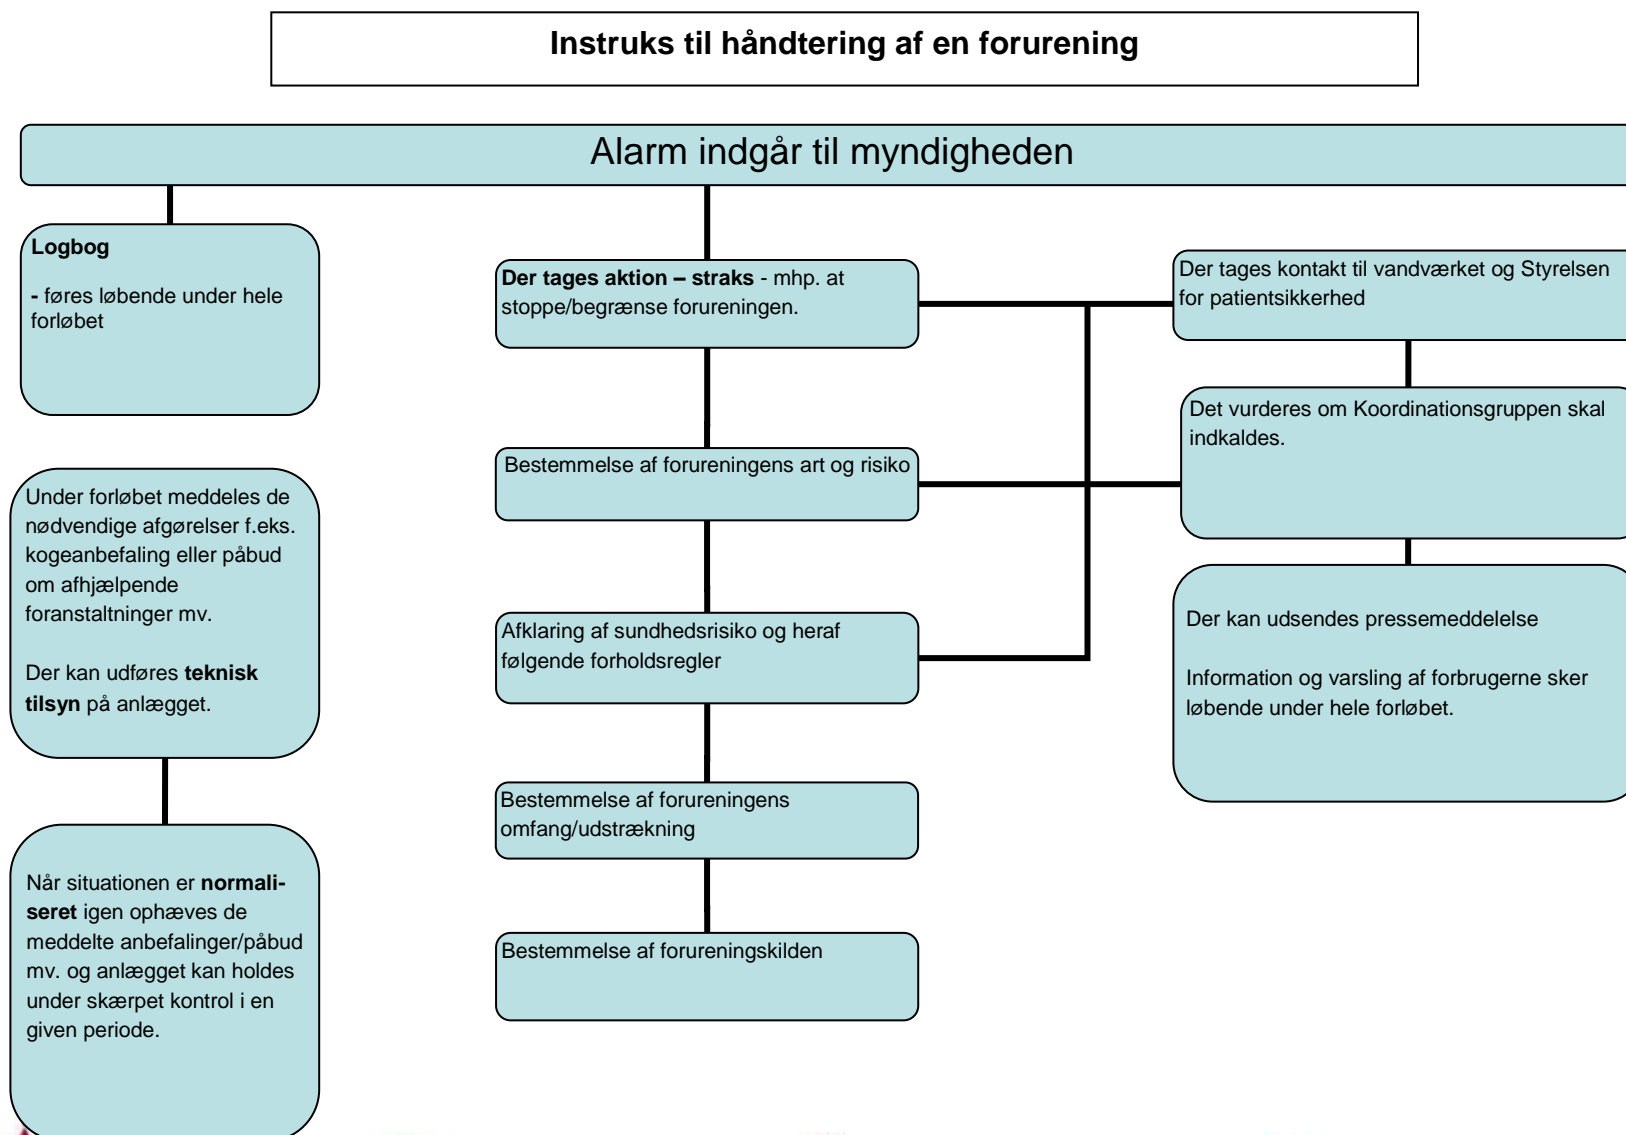 Instruks til håndtering af en forurening
Alarm indgår til myndigheden
Logbog
- føres løbende under hele
forløbet
Under forløbet meddeles de
nødvendige afgørelser f.eks.
kogeanbefaling eller påbud
om afhjælpende
foranstaltninger mv.
Der kan udføres teknisk
tilsyn på anlægget.
Når situationen er normali-
seret igen ophæves de
meddelte anbefalinger/påbud
mv. og anlægget kan holdes
under skærpet kontrol i en
given periode.
Der tages aktion – straks - mhp. at
stoppe/begrænse forureningen.
Bestemmelse af forureningens art og risiko
Afklaring af sundhedsrisiko og heraf
følgende forholdsregler
Bestemmelse af forureningens
omfang/udstrækning
Bestemmelse af forureningskilden
Der tages kontakt til vandværket og Styrelsen
for patientsikkerhed
Det vurderes om Koordinationsgruppen skal
indkaldes.
Der kan udsendes pressemeddelelse
Information og varsling af forbrugerne sker
løbende under hele forløbet.